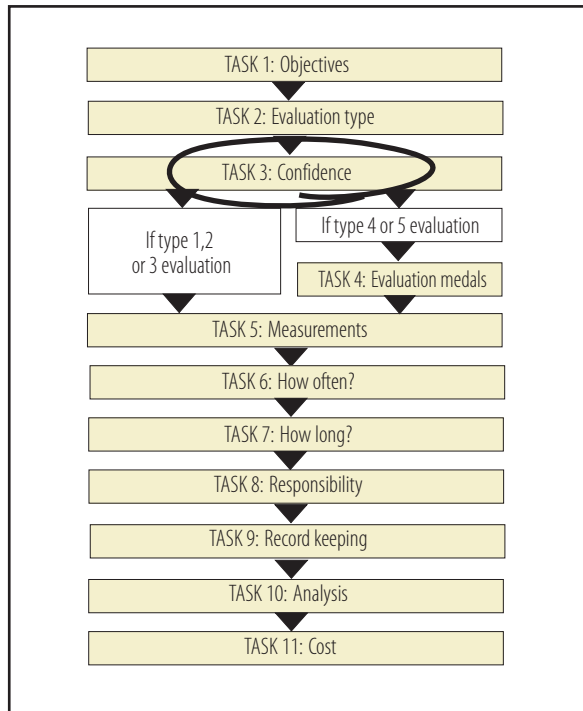 TASK 1: Objectives
TASK 2: Evaluation type
TASK 3: Confidence
If type 1,2
or 3 evaluation
If type 4 or 5 evaluation
TASK 4: Evaluation medals
TASK 5: Measurements
TASK 6: How often?
TASK 7: How long?
TASK 8: Responsibility
TASK 9: Record keeping
TASK 10: Analysis
TASK 11: Cost